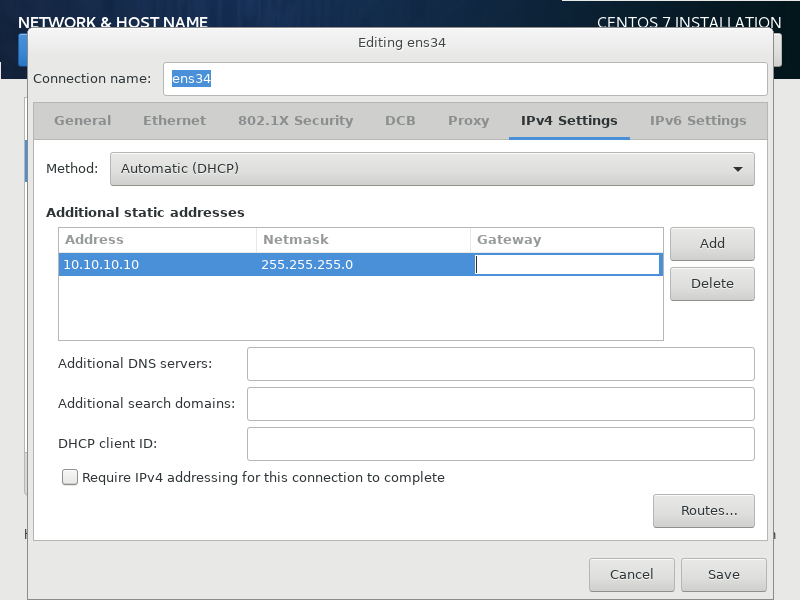 NETWORK & HOST NAME
CENTOS 7 INSTALLATION
Editing ens34
Connection name: ens34
General Ethernet 802.1X Security DCB Proxy IPv4 Settings IPv6 Settings
Method: Automatic (DHCP)
Additional static addresses
Address Netmask Gateway
10.10.10.10 255.255.255.0
Add
Delete
Additional DNS servers:
Additional search domains:
DHCP client ID:
Require IPv4 addressing for this connection to complete
Routes...
Cancel Save